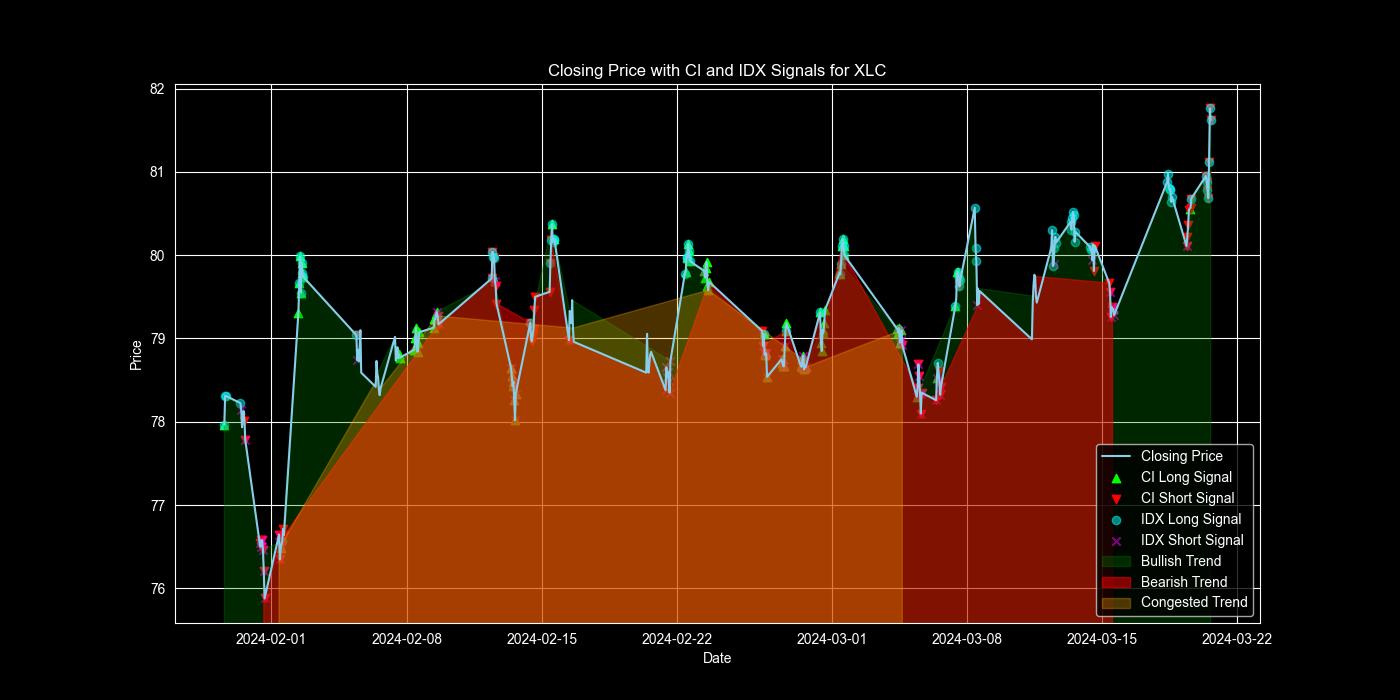 Closing Price with CI and IDX Signals for XLC
82
81
80
79
78
77
76
Price
Closing Price
CI Long Signal
CI Short Signal
IDX Long Signal
IDX Short Signal
Bullish Trend
Bearish Trend
Congested Trend
2024-02-01 2024-02-08 2024-02-15 2024-02-22 2024-03-01 2024-03-08 2024-03-15 2024-03-22
Date